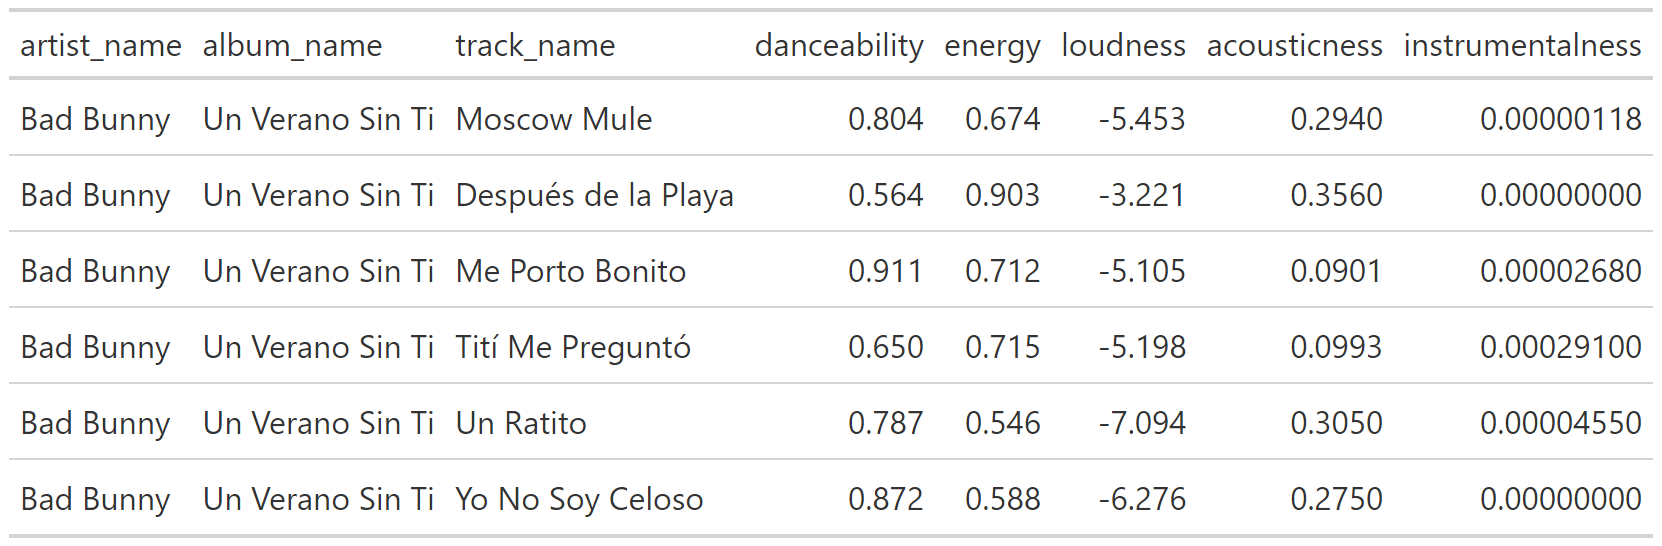 artist_name album_name track_name danceability energy loudness acousticness instrumentalness
Bad Bunny Un Verano Sin Ti Moscow Mule 0.804 0.674 -5.453 0.2940 0.00000118
Bad Bunny Un Verano Sin Ti Después de la Playa 0.564 0.903 -3.221 0.3560 0.00000000
Bad Bunny Un Verano Sin Ti Me Porto Bonito 0.911 0.712 -5.105 0.0901 0.00002680
Bad Bunny Un Verano Sin Ti Tití Me Preguntó 0.650 0.715 -5.198 0.0993 0.00029100
Bad Bunny Un Verano Sin Ti Un Ratito 0.787 0.546 -7.094 0.3050 0.00004550
Bad Bunny Un Verano Sin Ti Yo No Soy Celoso 0.872 0.588 -6.276 0.2750 0.00000000